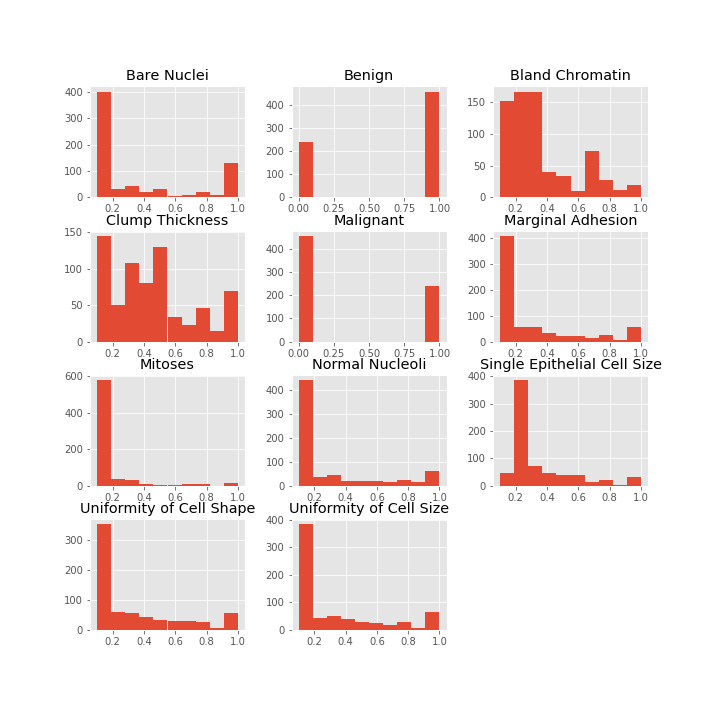 Bare Nuclei
Benign
Bland Chromatin
400
300
200
100
0
0.2 0.4 0.6 0.8 1.0
400
300
200
100
0
0.00 0.25 0.50 0.75 1.00
150
100
50
0
0.2 0.4 0.6 0.8 1.0
Clump Thickness
Malignant
Marginal Adhesion
150
100
50
0
0.2 0.4 0.6 0.8 1.0
400
300
200
100
0
0.00 0.25 0.50 0.75 1.00
400
300
200
100
0
0.2 0.4 0.6 0.8 1.0
Mitoses
Normal Nucleoli
Single Epithelial Cell Size
600
400
200
0
0.2 0.4 0.6 0.8 1.0
400
300
200
100
0
0.2 0.4 0.6 0.8 1.0
400
300
200
100
0
0.2 0.4 0.6 0.8 1.0
Uniformity of Cell Shape
Uniformity of Cell Size
300
200
100
0
0.2 0.4 0.6 0.8 1.0
400
300
200
100
0
0.2 0.4 0.6 0.8 1.0